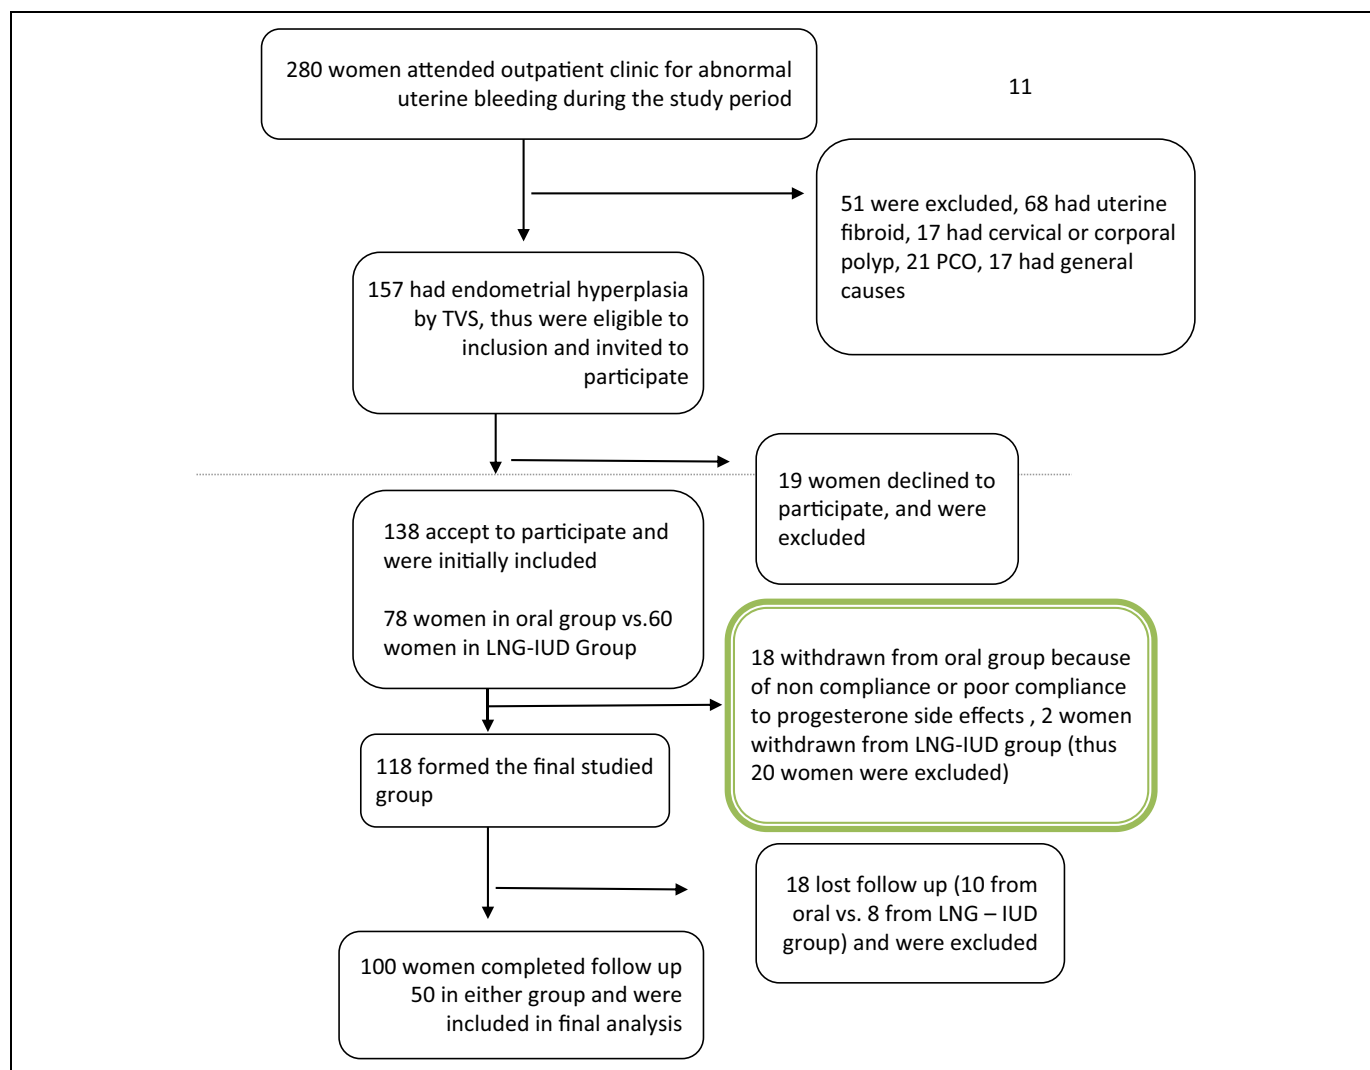 280 women attended outpatient clinic for abnormal
uterine bleeding during the study period
11
51 were excluded, 68 had uterine
fibroid, 17 had cervical or corporal
polyp, 21 PCO, 17 had general
causes
157 had endometrial hyperplasia
by TVS, thus were eligible to
inclusion and invited to
participate
19 women declined to
participate, and were
excluded
138 accept to participate and
were initially included
78 women in oral group vs.60
women in LNG-IUD Group
18 withdrawn from oral group because
of non compliance or poor compliance
to progesterone side effects , 2 women
withdrawn from LNG-IUD group (thus
20 women were excluded)
118 formed the final studied
group
18 lost follow up (10 from
oral vs. 8 from LNG – IUD
group) and were excluded
100 women completed follow up
50 in either group and were
included in final analysis